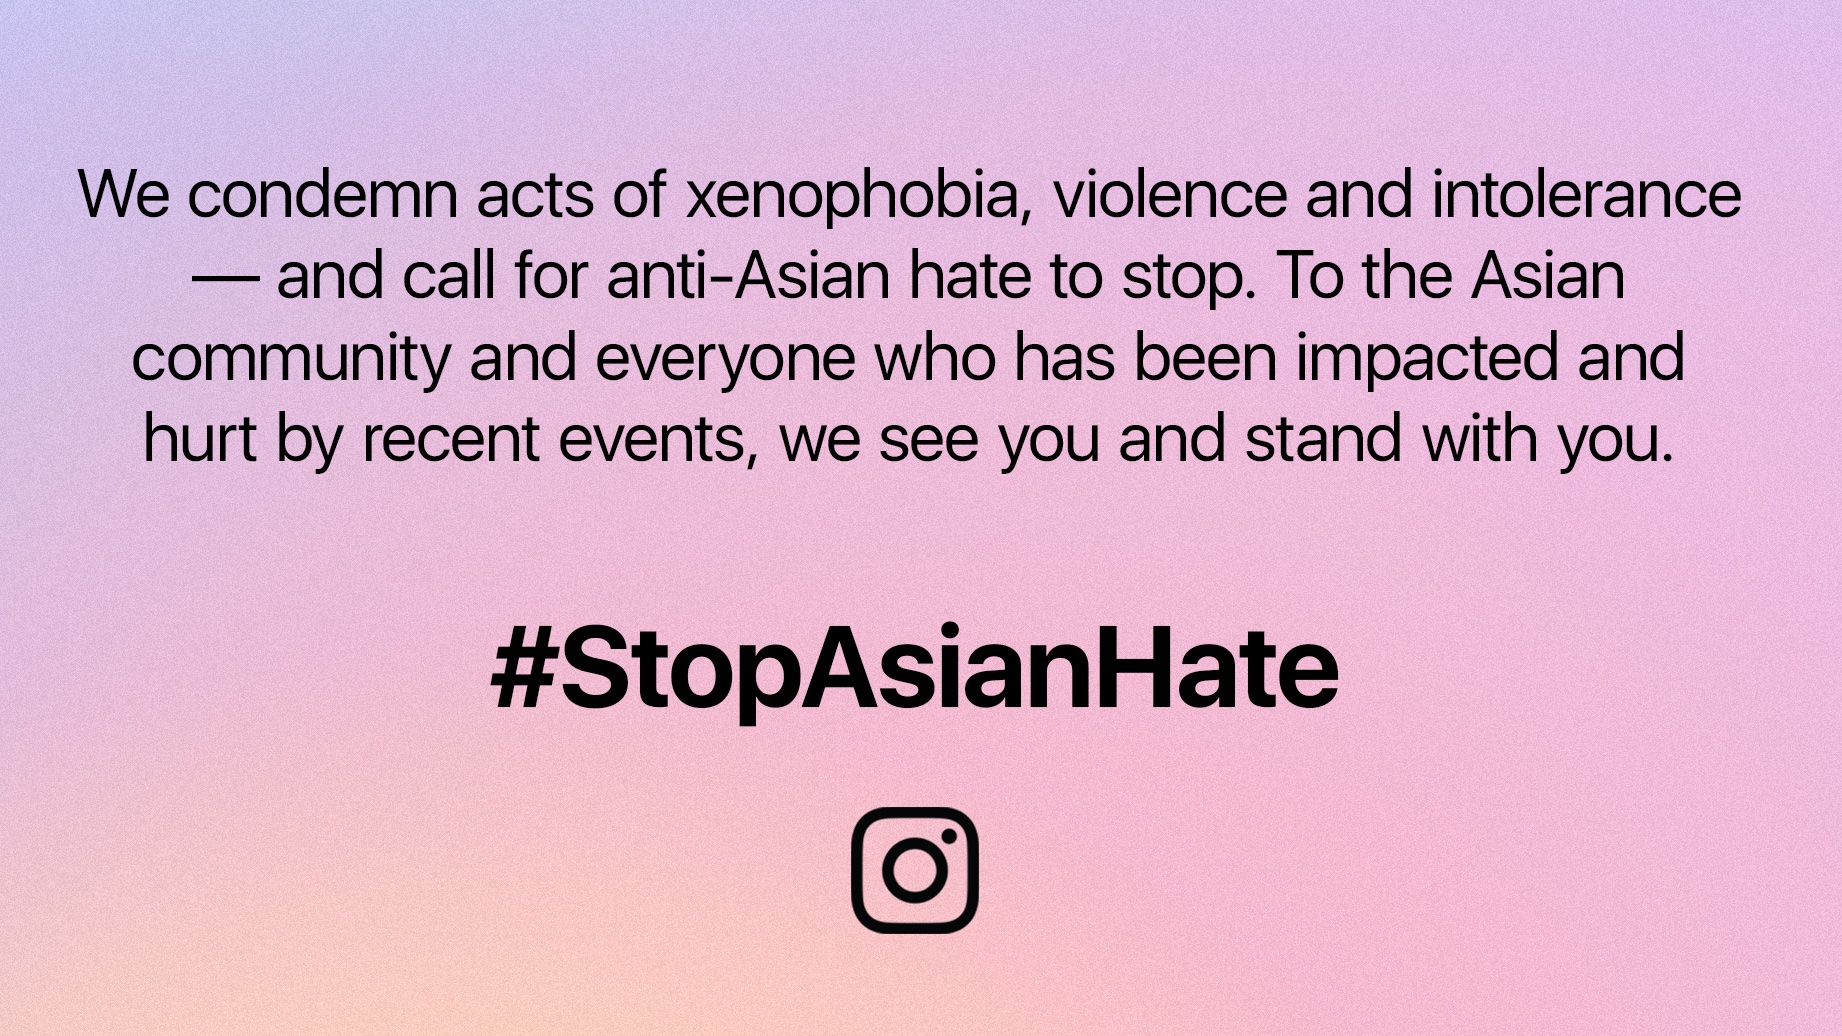 We condemn acts of xenophobia, violence and intolerance
— and call for anti-Asian hate to stop. To the Asian
community and everyone who has been impacted and
hurt by recent events, we see you and stand with you.
#StopAsianHate